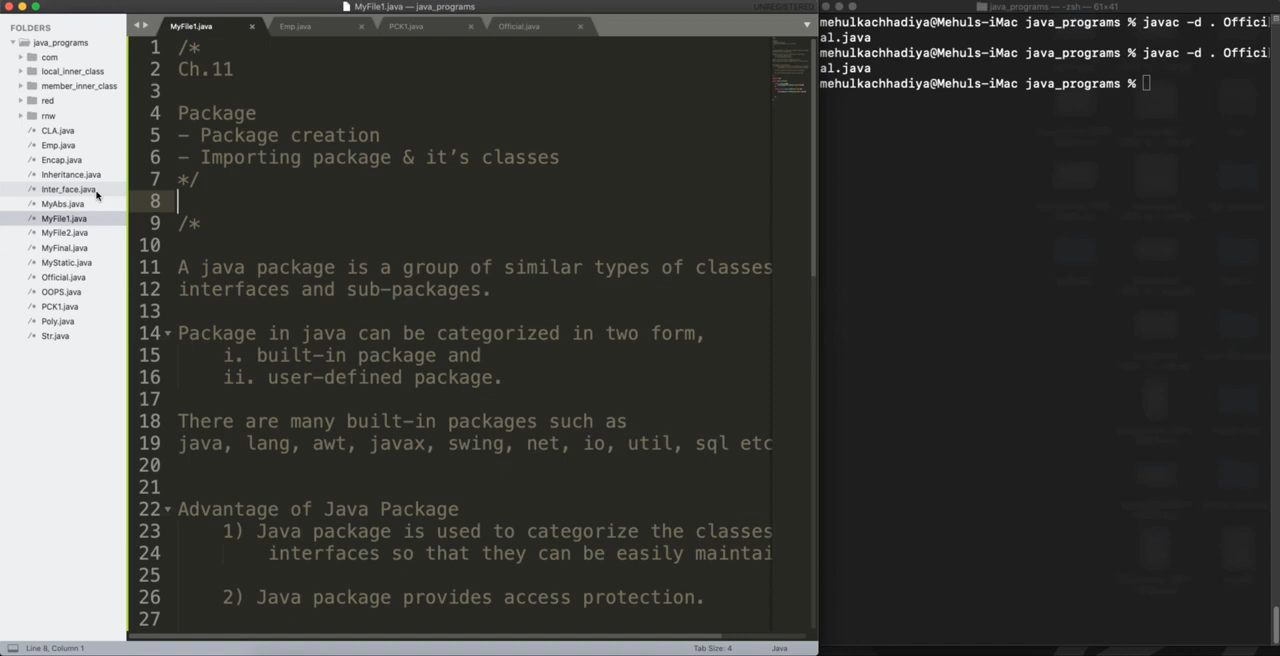 MyFile1.java — java_programs
UNREGISTERED
java_programs — -zsh — 61×41
FOLDERS
java_programs
com
local_inner_class
member_inner_class
red
rnw
CLA.java
Emp.java
Encap.java
Inheritance.java
Inter_face.java
MyAbs.java
MyFile1.java
MyFile2.java
MyFinal.java
MyStatic.java
Official.java
OOPS.java
PCK1.java
Poly.java
Str.java
MyFile1.java
Emp.java
PCK1.java
Official.java
1 /*
2 Ch.11
3
4 Package
5 - Package creation
6 - Importing package & it's classes
7 */
8
9 /*
10
11 A java package is a group of similar types of classes
12 interfaces and sub-packages.
13
14 Package in java can be categorized in two form,
15 i. built-in package and
16 ii. user-defined package.
17
18 There are many built-in packages such as
19 java, lang, awt, javax, swing, net, io, util, sql etc
20
21
22 Advantage of Java Package
23 1) Java package is used to categorize the classes
24 interfaces so that they can be easily maintai
25
26 2) Java package provides access protection.
27
Line 8, Column 1
Tab Size: 4
Java
mehulkachhadiya@Mehuls-iMac java_programs % javac -d . Offici
al.java
mehulkachhadiya@Mehuls-iMac java_programs % javac -d . Offici
al.java
mehulkachhadiya@Mehuls-iMac java_programs %